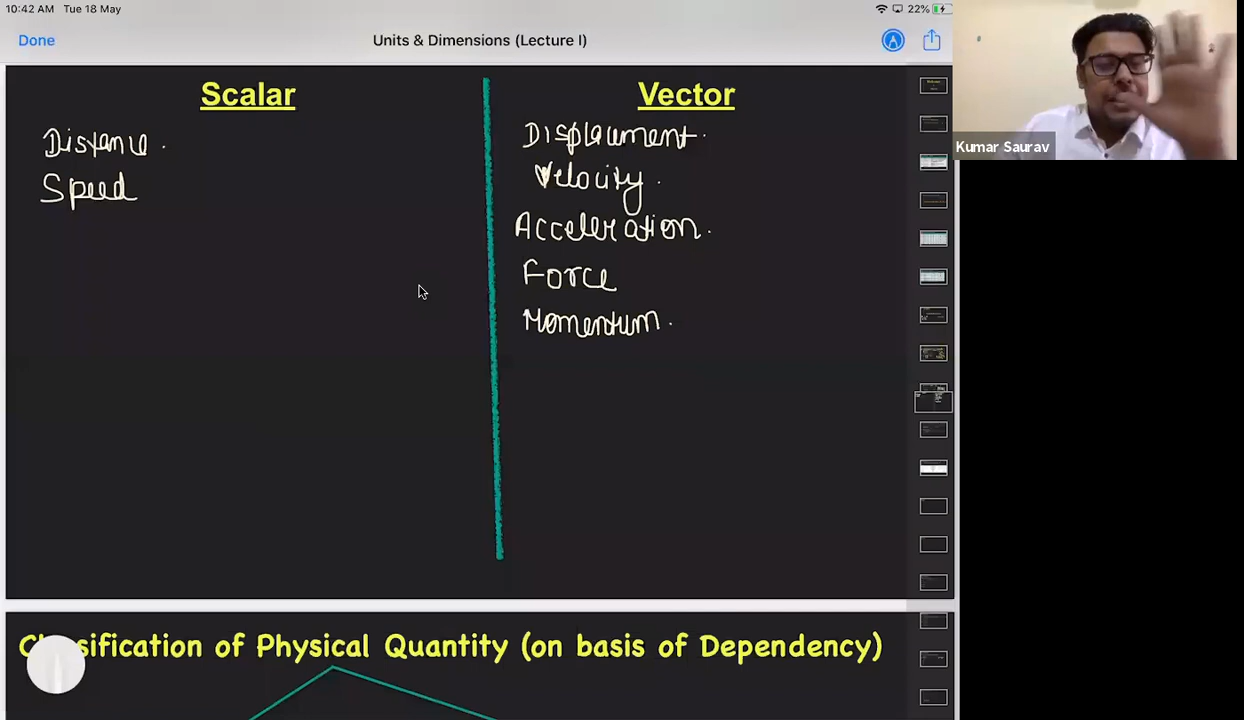 10:42 AM Tue 18 May
22%
Done
Units & Dimensions (Lecture I)
Kumar Saurav
Scalar
Distance.
Speed
Vector
Displacement.
Velocity.
Acceleration.
Force
Momentum.
Classification of Physical Quantity (on basis of Dependency)